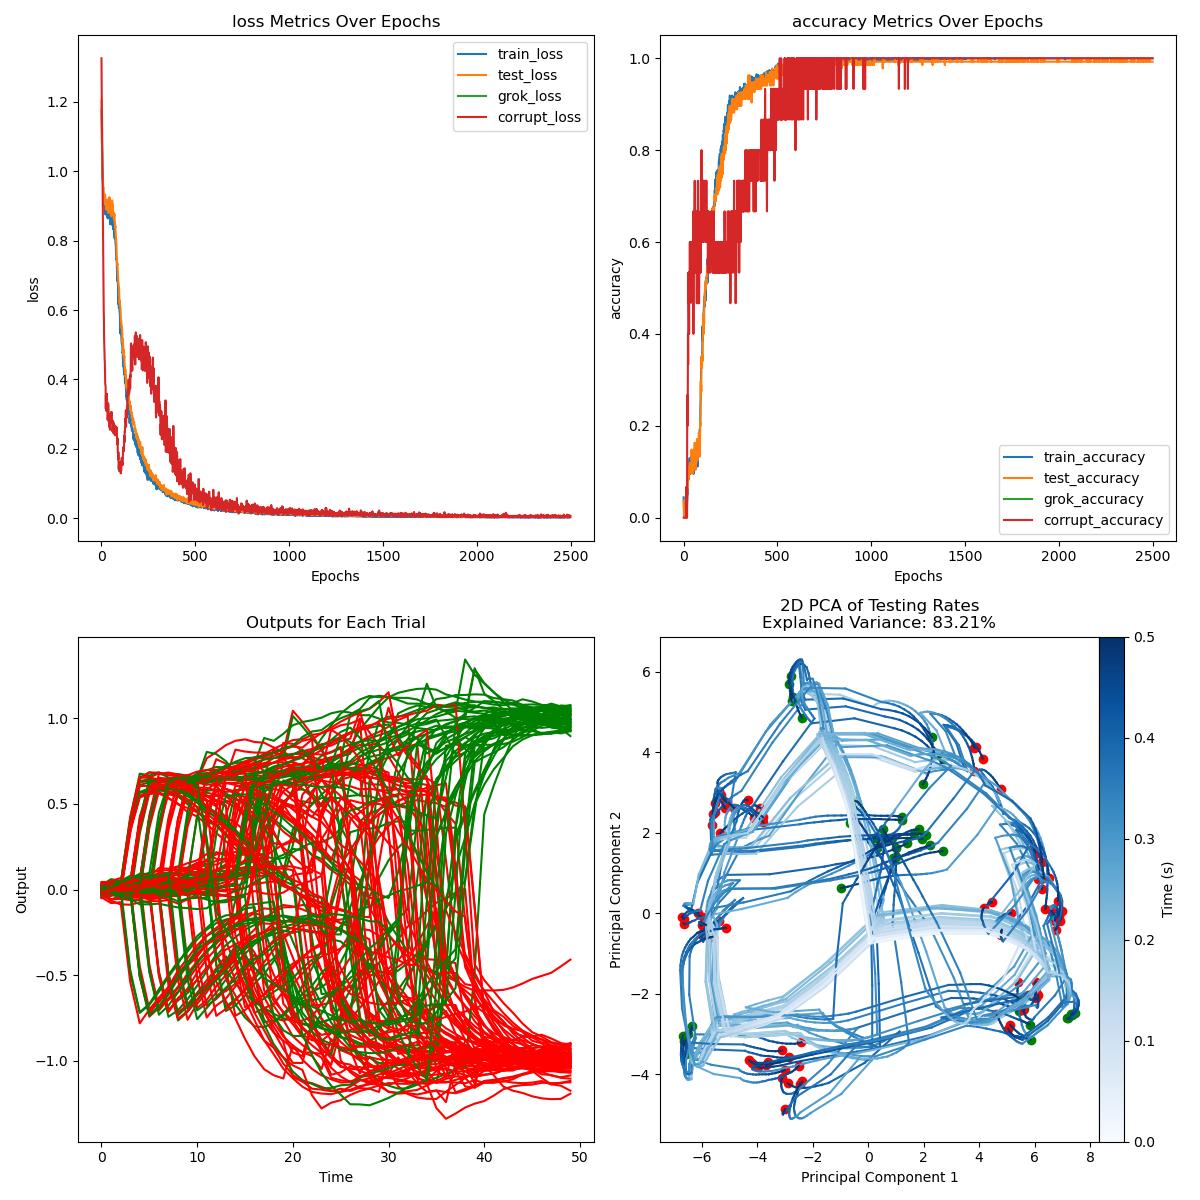 loss Metrics Over Epochs
1.2
1.0
0.8
0.6
0.4
0.2
0.0
loss
train_loss
test_loss
grok_loss
corrupt_loss
0
500
1000
1500
2000
2500
Epochs
accuracy Metrics Over Epochs
1.0
0.8
0.6
0.4
0.2
0.0
accuracy
train_accuracy
test_accuracy
grok_accuracy
corrupt_accuracy
0
500
1000
1500
2000
2500
Epochs
Outputs for Each Trial
1.0
0.5
0.0
−0.5
−1.0
Output
0
10
20
30
40
50
Time
2D PCA of Testing Rates
Explained Variance: 83.21%
6
4
2
0
−2
−4
Principal Component 2
−6
−4
−2
0
2
4
6
8
Principal Component 1
0.5
0.4
0.3
0.2
0.1
0.0
Time (s)